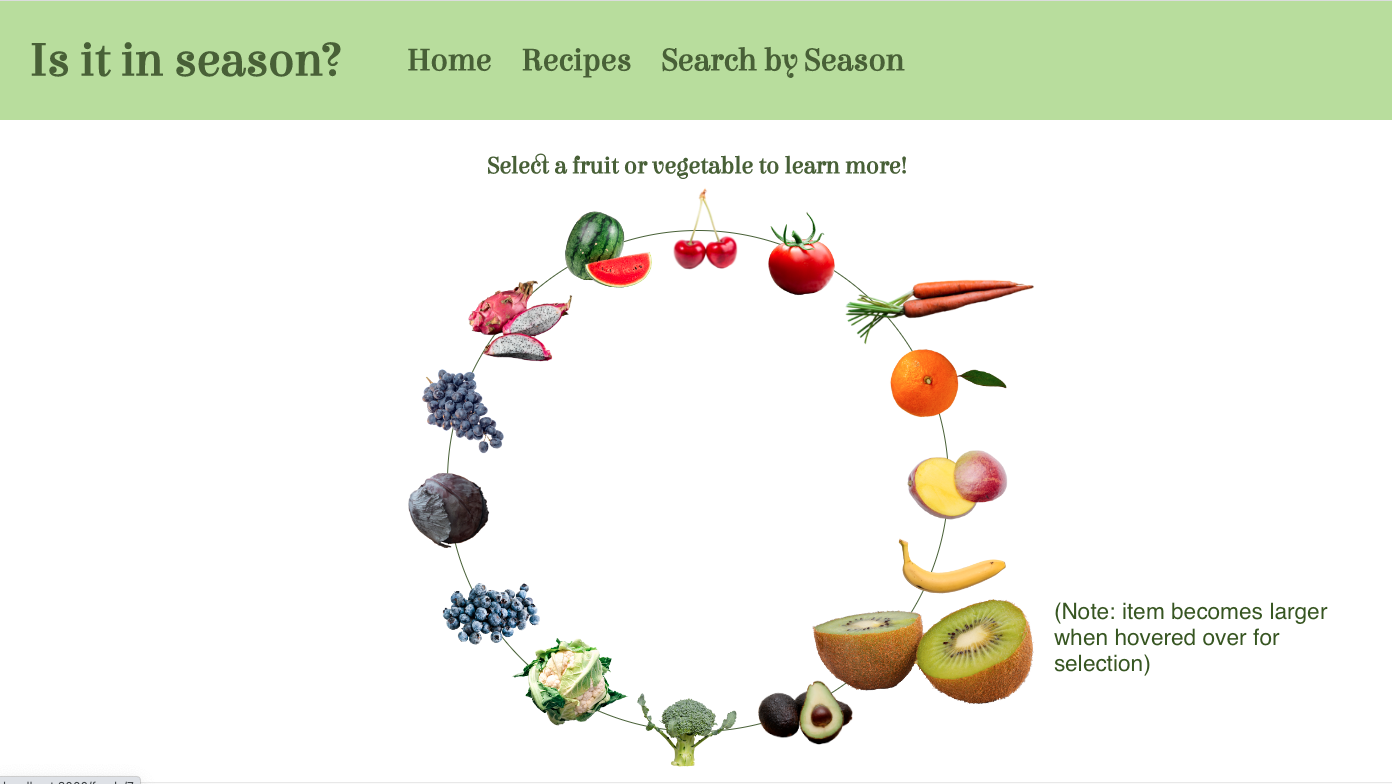 Is it in season?
Home Recipes Search by Season
Select a fruit or vegetable to learn more!
(Note: item becomes larger
when hovered over for
selection)